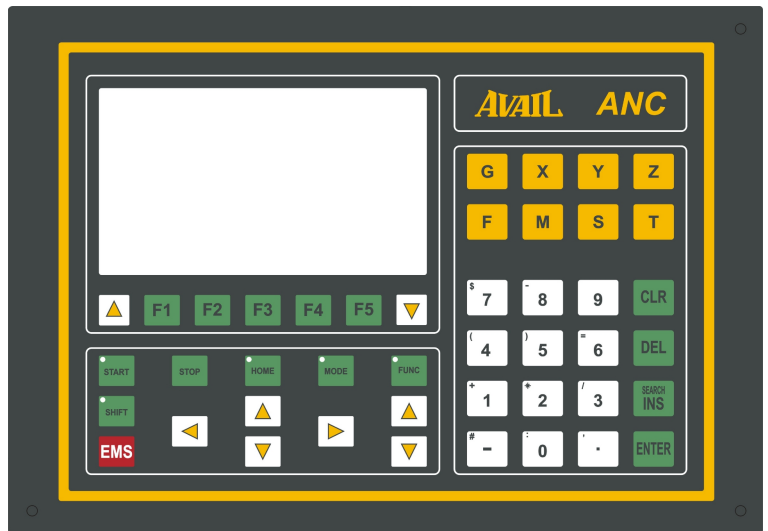 AVAIL ANC
G X Y Z
F M S T
F1 F2 F3 F4 F5
$ 7 - 8 9 CLR
( 4 ) 5 = 6 DEL
+ 1 * 2 / 3 SEARCH INS
# - : 0 ' · ENTER
START STOP HOME MODE FUNC
SHIFT
EMS